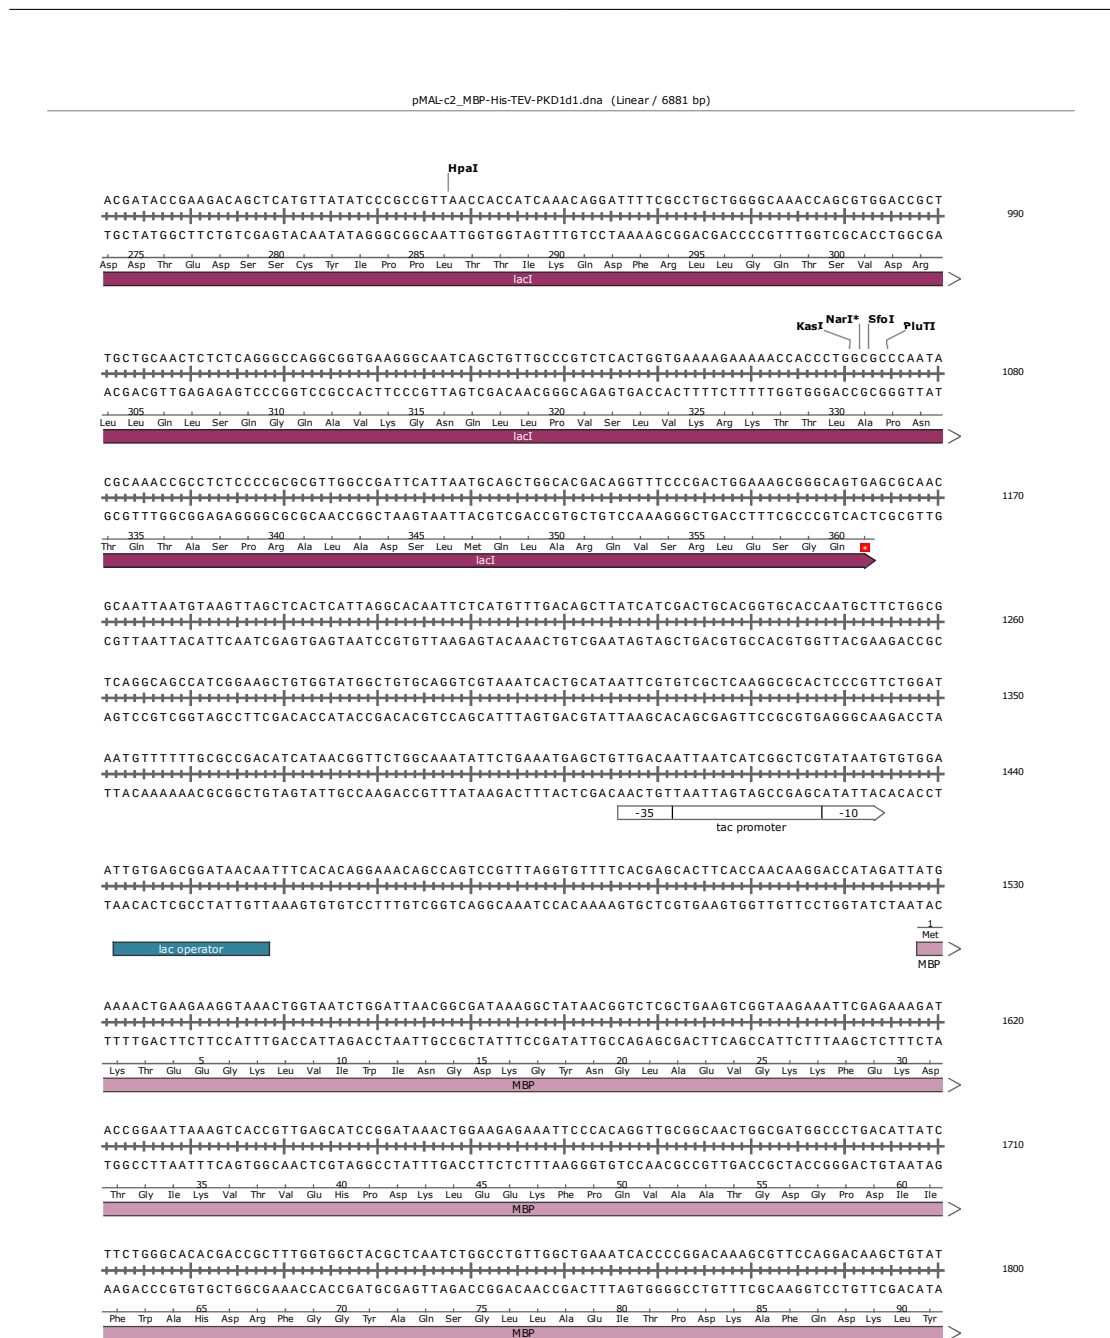 pMAL-c2_MBP-His-TEV-PKD1d1.dna (Linear / 6881 bp)
HpaI
ACGATACCGAAGACAGCTCATGTTATATCCCGCCGTTAACCACCATCAAACAGGATTTTCGCCTGCTGGGGCAAACCAGCGTGGACCGCT
990
TGCTATGGCTTCTGTCGAGTACAATATAGGGCGGCAATTGGTGGTAGTTTGTCCTAAAAGCGGACGACCCCGTTTGGTCGCACCTGGCGA
275 280 285 290 295 300
Asp Asp Thr Glu Asp Ser Ser Cys Tyr Ile Pro Pro Leu Thr Thr Ile Lys Gln Asp Phe Arg Leu Leu Gly Gln Thr Ser Val Asp Arg
lacI
KasI NarI* SfoI PluTI
TGCTGCAACTCTCTCAGGGCCAGGCGGTGAAGGGCAATCAGCTGTTGCCCGTCTCACTGGTGAAAAGAAAAACCACCCTGGCGCCCAATA
1080
ACGACGTTGAGAGAGTCCCGGTCCGCCACTTCCCGTTAGTCGACAACGGGCAGAGTGACCACTTTTCTTTTTGGTGGGACCGCGGGTTAT
305 310 315 320 325 330
Leu Leu Gln Leu Ser Gln Gly Gln Ala Val Lys Gly Asn Gln Leu Leu Pro Val Ser Leu Val Lys Arg Lys Thr Thr Leu Ala Pro Asn
lacI
CGCAAACCGCCTCTCCCCGCGCGTTGGCCGATTCATTAATGCAGCTGGCACGACAGGTTTCCCGACTGGAAAGCGGGCAGTGAGCGCAAC
1170
GCGTTTGGCGGAGAGGGGCGCGCAACCGGCTAAGTAATTACGTCGACCGTGCTGTCCAAAGGGCTGACCTTTCGCCCGTCACTCGCGTTG
335 340 345 350 355 360
Thr Gln Thr Ala Ser Pro Arg Ala Leu Ala Asp Ser Leu Met Gln Leu Ala Arg Gln Val Ser Arg Leu Glu Ser Gly Gln
lacI
GCAATTAATGTAAGTTAGCTCACTCATTAGGCACAATTCTCATGTTTGACAGCTTATCATCGACTGCACGGTGCACCAATGCTTCTGGCG
1260
CGTTAATTACATTCAATCGAGTGAGTAATCCGTGTTAAGAGTACAAACTGTCGAATAGTAGCTGACGTGCCACGTGGTTACGAAGACCGC
TCAGGCAGCCATCGGAAGCTGTGGTATGGCTGTGCAGGTCGTAAATCACTGCATAATTCGTGTCGCTCAAGGCGCACTCCCGTTCTGGAT
1350
AGTCCGTCGGTAGCCTTCGACACCATACCGACACGTCCAGCATTTAGTGACGTATTAAGCACAGCGAGTTCCGCGTGAGGGCAAGACCTA
AATGTTTTTTGCGCCGACATCATAACGGTTCTGGCAAATATTCTGAAATGAGCTGTTGACAATTAATCATCGGCTCGTATAATGTGTGGA
1440
TTACAAAAAACGCGGCTGTAGTATTGCCAAGACCGTTTATAAGACTTTACTCGACAACTGTTAATTAGTAGCCGAGCATATTACACACCT
-35 -10
tac promoter
ATTGTGAGCGGATAACAATTTCACACAGGAAACAGCCAGTCCGTTTAGGTGTTTTCACGAGCACTTCACCAACAAGGACCATAGATTATG
1530
TAACACTCGCCTATTGTTAAAGTGTGTCCTTTGTCGGTCAGGCAAATCCACAAAAGTGCTCGTGAAGTGGTTGTTCCTGGTATCTAATAC
1
Met
lac operator
MBP
AAAACTGAAGAAGGTAAACTGGTAATCTGGATTAACGGCGATAAAGGCTATAACGGTCTCGCTGAAGTCGGTAAGAAATTCGAGAAAGAT
1620
TTTTGACTTCTTCCATTTGACCATTAGACCTAATTGCCGCTATTTCCGATATTGCCAGAGCGACTTCAGCCATTCTTTAAGCTCTTTCTA
5 10 15 20 25 30
Lys Thr Glu Glu Gly Lys Leu Val Ile Trp Ile Asn Gly Asp Lys Gly Tyr Asn Gly Leu Ala Glu Val Gly Lys Lys Phe Glu Lys Asp
MBP
ACCGGAATTAAAGTCACCGTTGAGCATCCGGATAAACTGGAAGAGAAATTCCCACAGGTTGCGGCAACTGGCGATGGCCCTGACATTATC
1710
TGGCCTTAATTTCAGTGGCAACTCGTAGGCCTATTTGACCTTCTCTTTAAGGGTGTCCAACGCCGTTGACCGCTACCGGGACTGTAATAG
35 40 45 50 55 60
Thr Gly Ile Lys Val Thr Val Glu His Pro Asp Lys Leu Glu Glu Lys Phe Pro Gln Val Ala Ala Thr Gly Asp Gly Pro Asp Ile Ile
MBP
TTCTGGGCACACGACCGCTTTGGTGGCTACGCTCAATCTGGCCTGTTGGCTGAAATCACCCCGGACAAAGCGTTCCAGGACAAGCTGTAT
1800
AAGACCCGTGTGCTGGCGAAACCACCGATGCGAGTTAGACCGGACAACCGACTTTAGTGGGGCCTGTTTCGCAAGGTCCTGTTCGACATA
65 70 75 80 85 90
Phe Trp Ala His Asp Arg Phe Gly Gly Tyr Ala Gln Ser Gly Leu Leu Ala Glu Ile Thr Pro Asp Lys Ala Phe Gln Asp Lys Leu Tyr
MBP